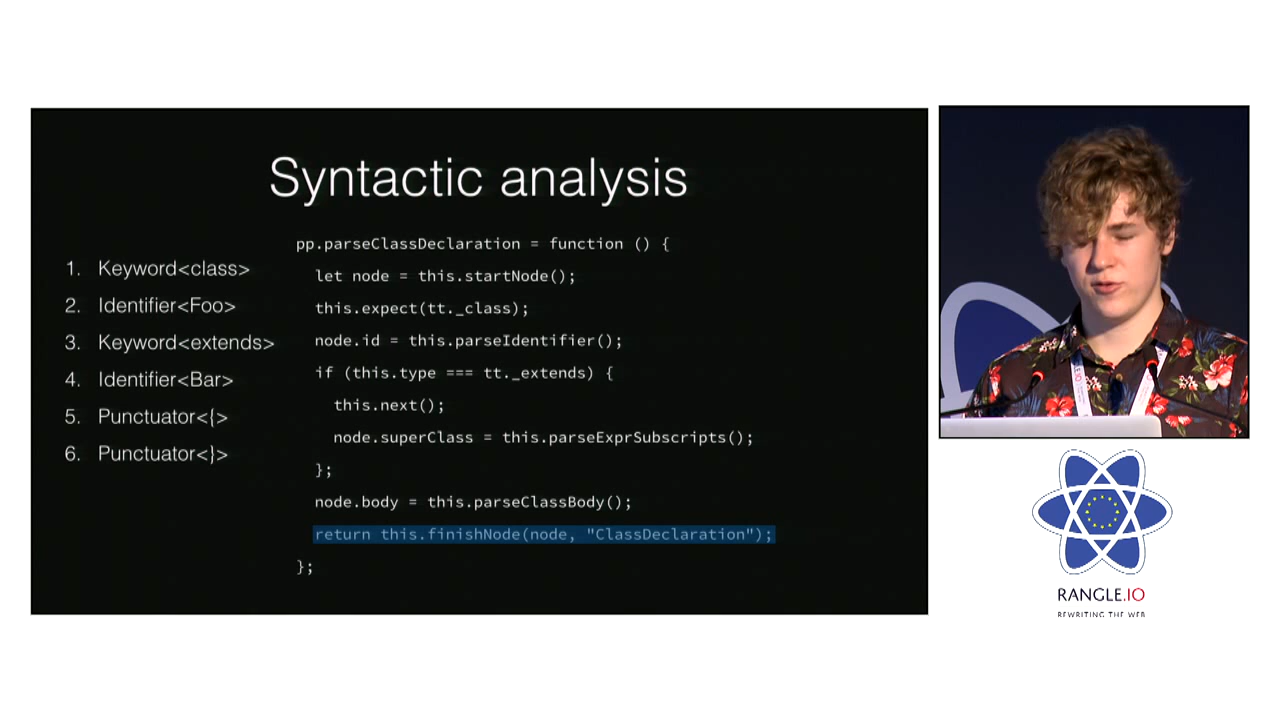 Syntactic analysis
1. Keyword<class>
2. Identifier<Foo>
3. Keyword<extends>
4. Identifier<Bar>
5. Punctuator<{>
6. Punctuator<}>
pp.parseClassDeclaration = function () {
let node = this.startNode();
this.expect(tt._class);
node.id = this.parseIdentifier();
if (this.type === tt._extends) {
this.next();
node.superClass = this.parseExprSubscripts();
};
node.body = this.parseClassBody();
return this.finishNode(node, "ClassDeclaration");
};
RANGLE.IO
REWRITING THE WEB